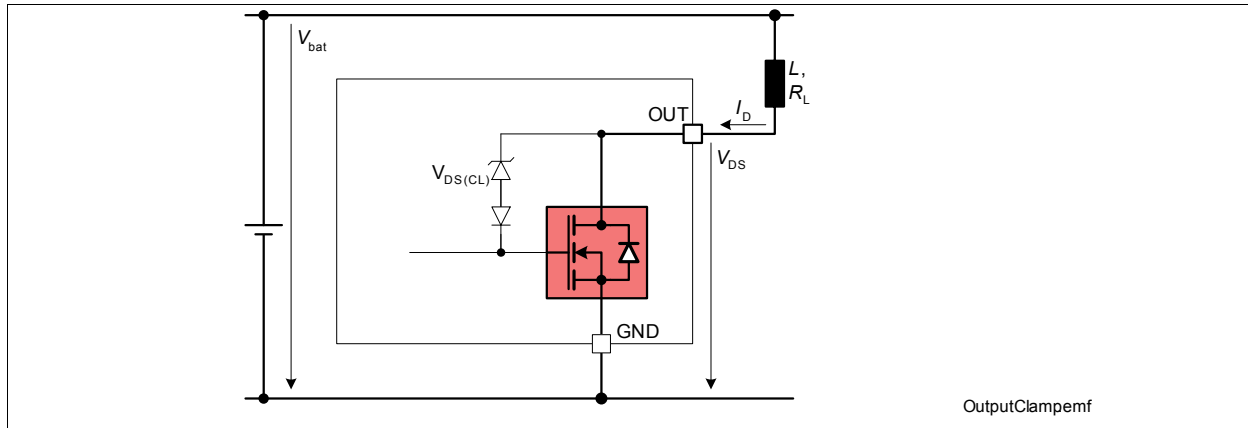 Vbat
L,
RL
OUT
ID
VDS
VDS(CL)
GND
OutputClampemf